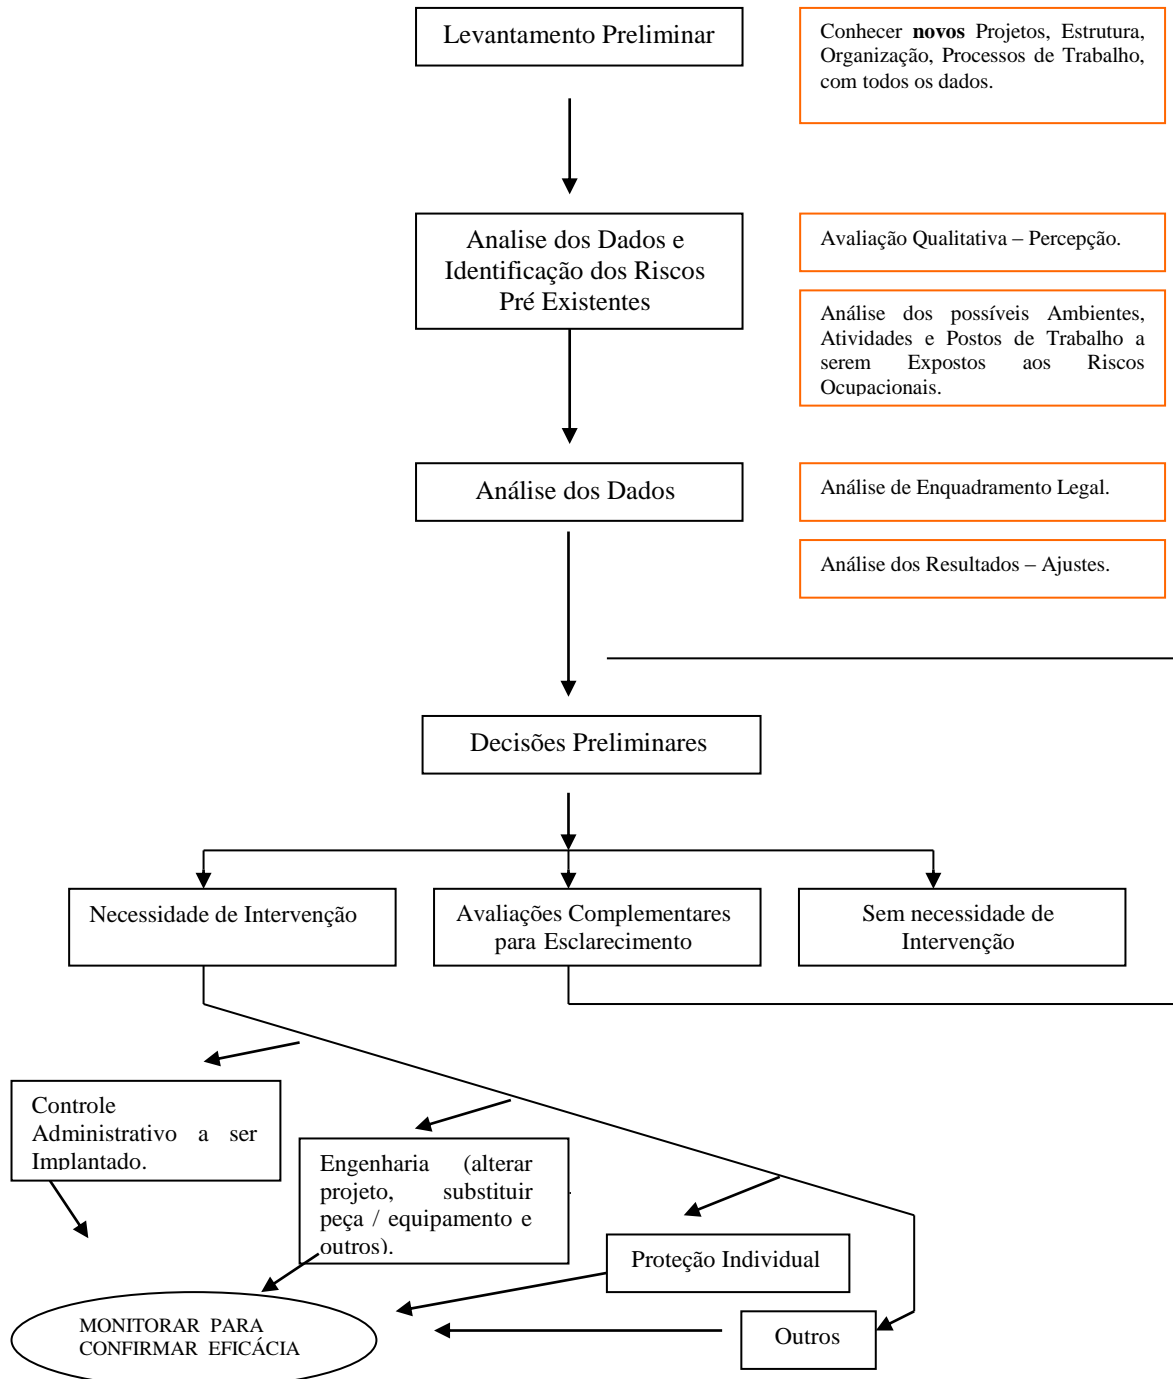 Levantamento Preliminar
Conhecer novos Projetos, Estrutura,
Organização, Processos de Trabalho,
com todos os dados.
Analise dos Dados e
Identificação dos Riscos
Pré Existentes
Avaliação Qualitativa – Percepção.
Análise dos possíveis Ambientes,
Atividades e Postos de Trabalho a
serem Expostos aos Riscos
Ocupacionais.
Análise dos Dados
Análise de Enquadramento Legal.
Análise dos Resultados – Ajustes.
Decisões Preliminares
Necessidade de Intervenção
Avaliações Complementares
para Esclarecimento
Sem necessidade de
Intervenção
Controle
Administrativo a ser
Implantado.
Engenharia (alterar
projeto, substituir
peça / equipamento e
outros).
Proteção Individual
Outros
MONITORAR PARA
CONFIRMAR EFICÁCIA